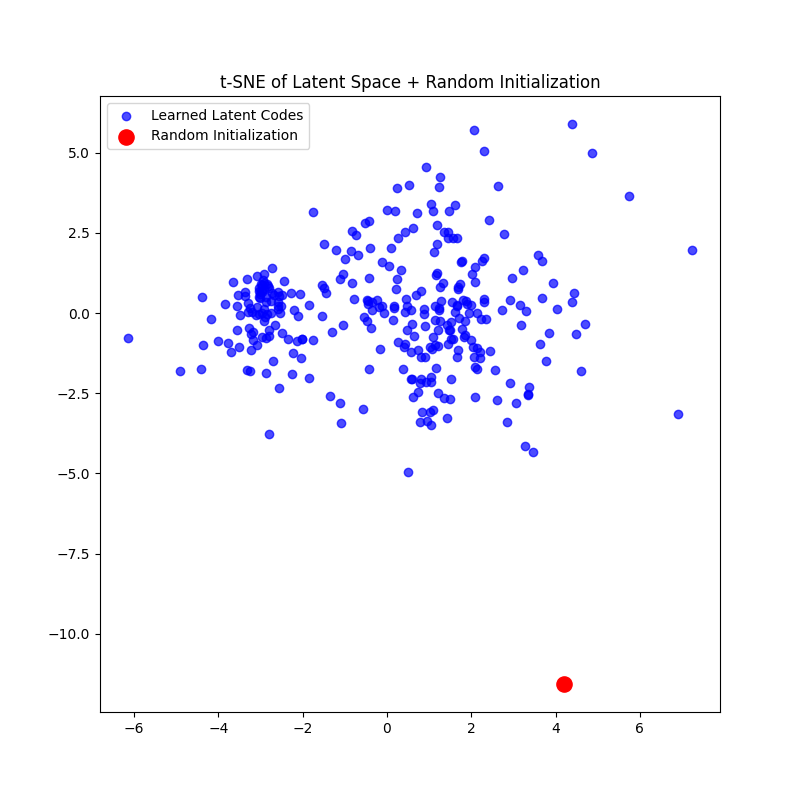 t-SNE of Latent Space + Random Initialization
Learned Latent Codes
Random Initialization
5.0
2.5
0.0
−2.5
−5.0
−7.5
−10.0
−6 −4 −2 0 2 4 6